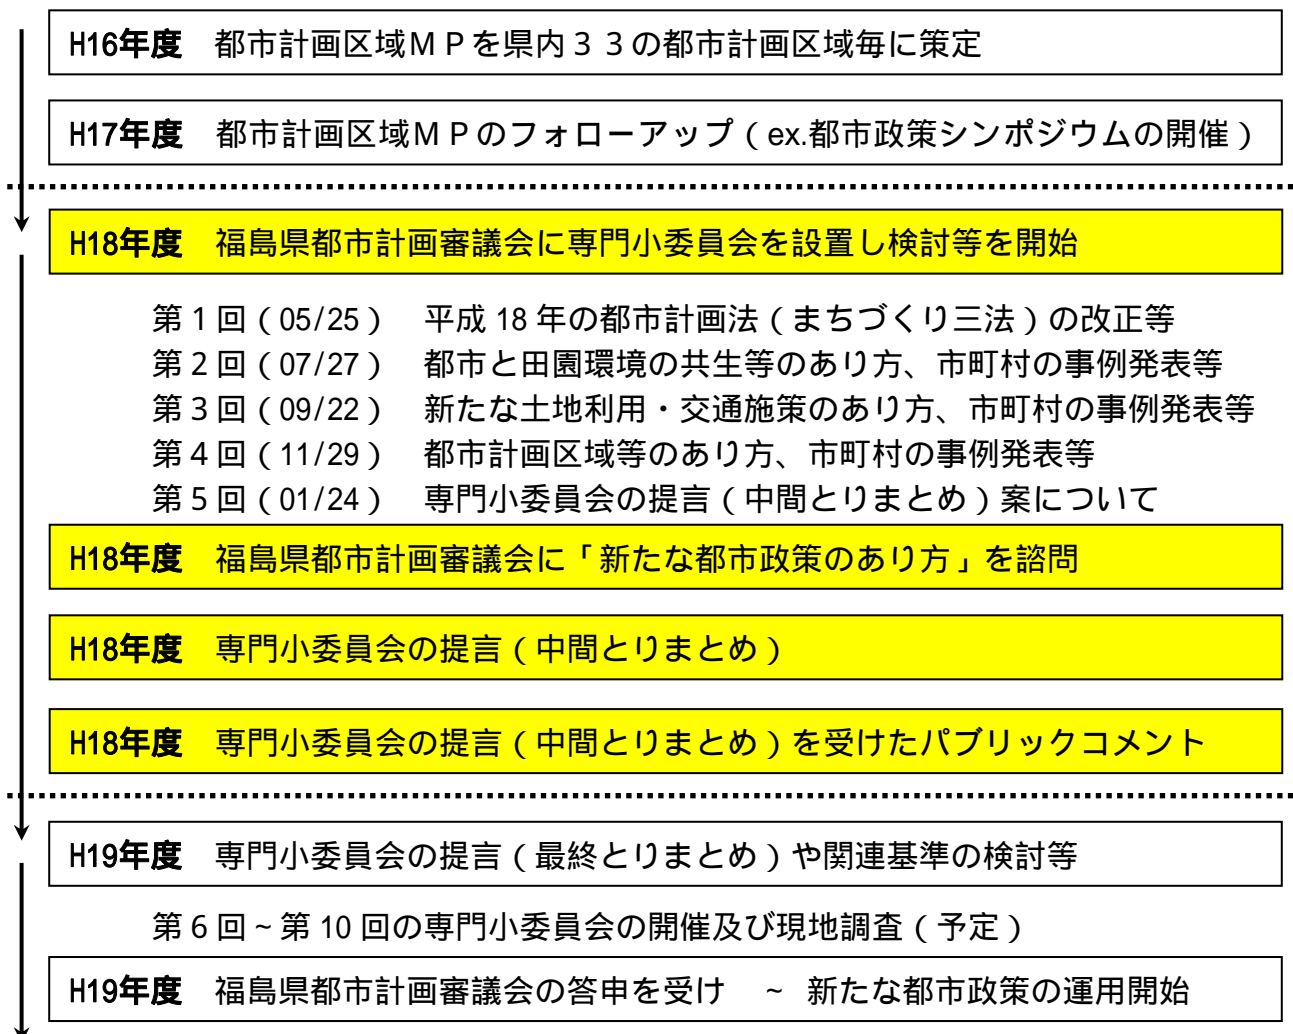 H16年度　都市計画区域ＭＰを県内３３の都市計画区域毎に策定
H17年度　都市計画区域ＭＰのフォローアップ（ex.都市政策シンポジウムの開催）
H18年度　福島県都市計画審議会に専門小委員会を設置し検討等を開始
第１回（05/25）　平成 18 年の都市計画法（まちづくり三法）の改正等
第２回（07/27）　都市と田園環境の共生等のあり方、市町村の事例発表等
第３回（09/22）　新たな土地利用・交通施策のあり方、市町村の事例発表等
第４回（11/29）　都市計画区域等のあり方、市町村の事例発表等
第５回（01/24）　専門小委員会の提言（中間とりまとめ）案について
H18年度　福島県都市計画審議会に「新たな都市政策のあり方」を諮問
H18年度　専門小委員会の提言（中間とりまとめ）
H18年度　専門小委員会の提言（中間とりまとめ）を受けたパブリックコメント
H19年度　専門小委員会の提言（最終とりまとめ）や関連基準の検討等
第６回～第 10 回の専門小委員会の開催及び現地調査（予定）
H19年度　福島県都市計画審議会の答申を受け　～ 新たな都市政策の運用開始